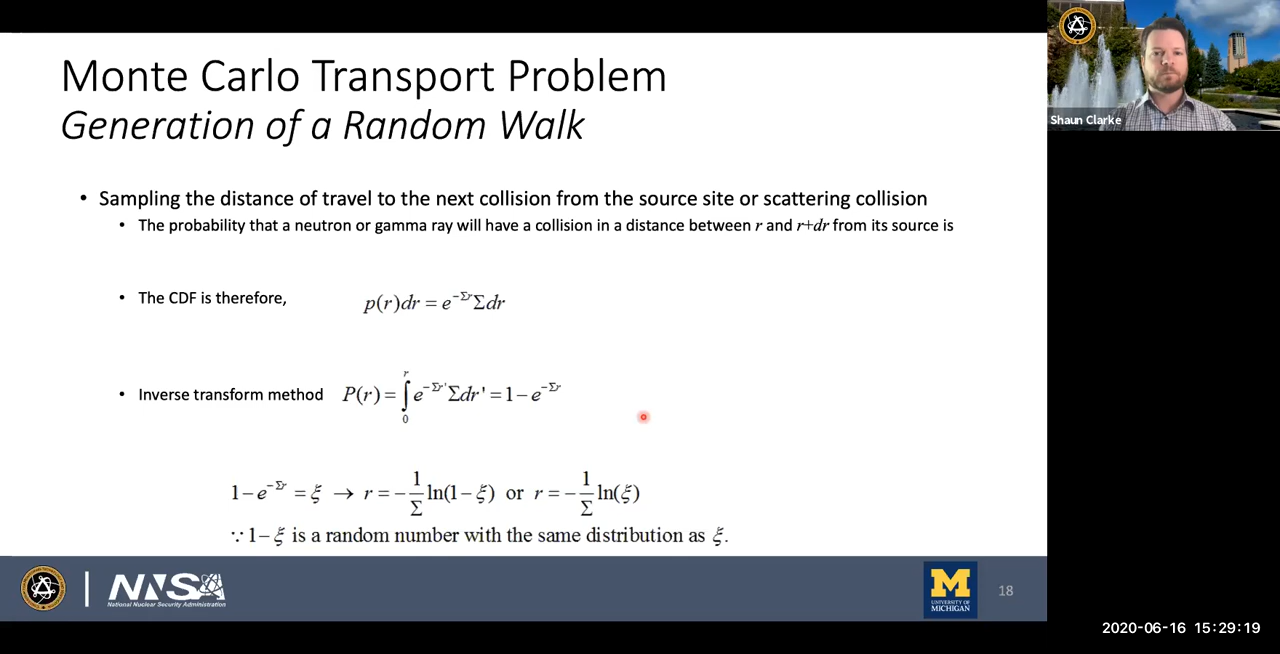 Monte Carlo Transport Problem
Generation of a Random Walk
Shaun Clarke
• Sampling the distance of travel to the next collision from the source site or scattering collision
• The probability that a neutron or gamma ray will have a collision in a distance between r and r+dr from its source is
• The CDF is therefore, p(r)dr = e^{-Σr}Σdr
• Inverse transform method P(r) = ∫_0^r e^{-Σr'}Σdr' = 1 − e^{-Σr}
1 − e^{-Σr} = ξ → r = −1/Σ ln(1 − ξ) or r = −1/Σ ln(ξ)
∵ 1 − ξ is a random number with the same distribution as ξ.
NNSA
National Nuclear Security Administration
M
UNIVERSITY OF
MICHIGAN
18
2020-06-16 15:29:19